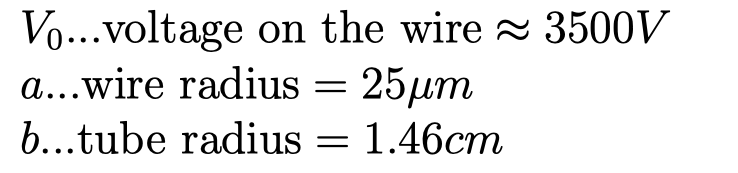 V₀...voltage on the wire ≈ 3500V
a...wire radius = 25μm
b...tube radius = 1.46cm